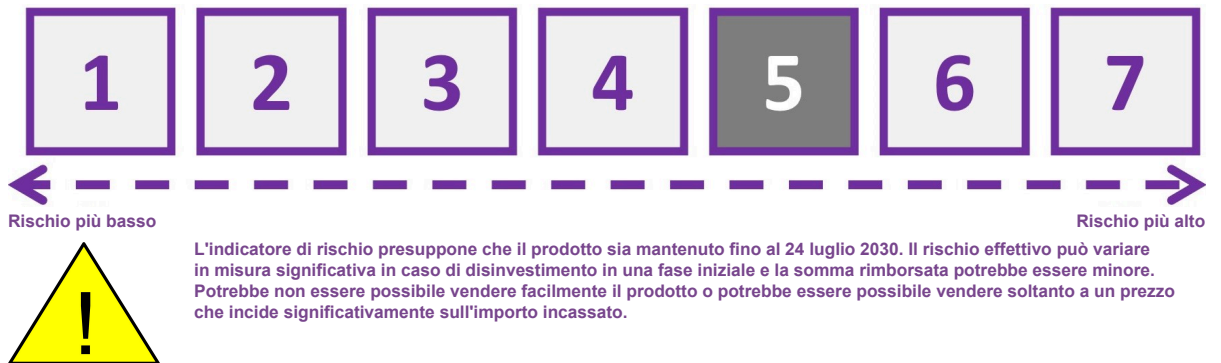 1 2 3 4 5 6 7
Rischio più basso Rischio più alto
L'indicatore di rischio presuppone che il prodotto sia mantenuto fino al 24 luglio 2030. Il rischio effettivo può variare
in misura significativa in caso di disinvestimento in una fase iniziale e la somma rimborsata potrebbe essere minore.
Potrebbe non essere possibile vendere facilmente il prodotto o potrebbe essere possibile vendere soltanto a un prezzo
che incide significativamente sull'importo incassato.
!